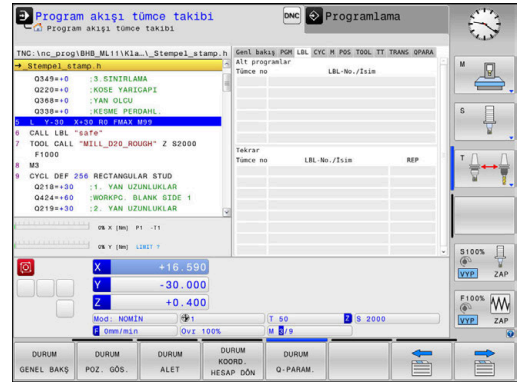 Program akışı tümce takibi
Program akışı tümce takibi
DNC
Programlama
TNC:\nc_prog\BHB_ML11\Kla…\_Stempel_stamp.h
→_Stempel_stamp.h
Q349=+0 ;3.SINIRLAMA
Q220=+0 ;KOSE YARICAPI
Q368=+0 ;YAN OLCU
Q338=+0 ;KESME PERDAHL.
5 L Y-30 X+30 R0 FMAX M99
6 CALL LBL "safe"
7 TOOL CALL "MILL_D20_ROUGH" Z S2000
F1000
8 M3
9 CYCL DEF 256 RECTANGULAR STUD
Q218=+30 ;1. YAN UZUNLUKLAR
Q424=+60 ;WORKPC. BLANK SIDE 1
Q219=+30 ;2. YAN UZUNLUKLAR
Genl bakış PGM LBL CYC M POS TOOL TT TRANS QPARA
Alt programlar
Tümce no LBL-No./İsim
Tekrar
Tümce no LBL-No./İsim REP
0% X [Nm] P1 -T1
0% Y [Nm] LIMIT 1
X +16.590
Y -30.000
Z +0.400
Mod: NOMİN 1 T 50 Z S 2000
F 0mm/min Ovr 100% M 3/9
M
S
T
S100%
VYP ZAP
F100%
VYP ZAP
DURUM GENEL BAKŞ
DURUM POZ. GÖS.
DURUM ALET
DURUM KOORD. HESAP DÖN
DURUM Q-PARAM.